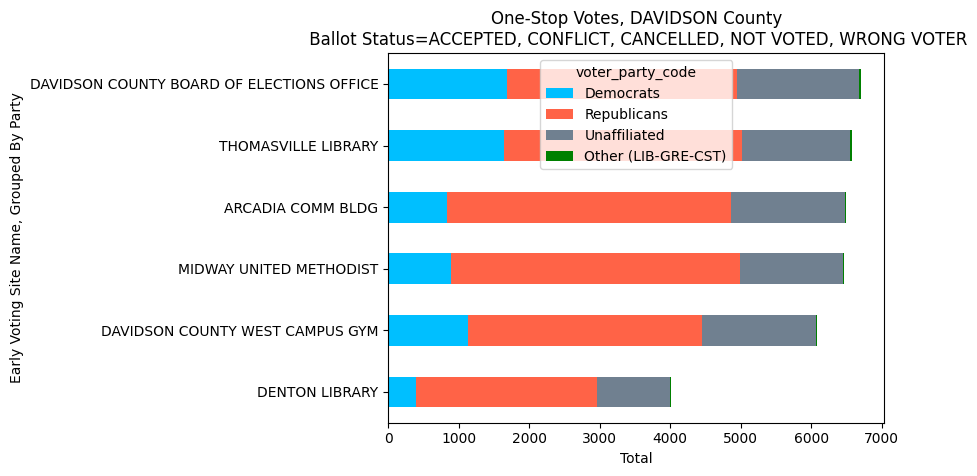 One-Stop Votes, DAVIDSON County
Ballot Status=ACCEPTED, CONFLICT, CANCELLED, NOT VOTED, WRONG VOTER
voter_party_code
Democrats
Republicans
Unaffiliated
Other (LIB-GRE-CST)
Early Voting Site Name, Grouped By Party
DAVIDSON COUNTY BOARD OF ELECTIONS OFFICE
THOMASVILLE LIBRARY
ARCADIA COMM BLDG
MIDWAY UNITED METHODIST
DAVIDSON COUNTY WEST CAMPUS GYM
DENTON LIBRARY
0 1000 2000 3000 4000 5000 6000 7000
Total